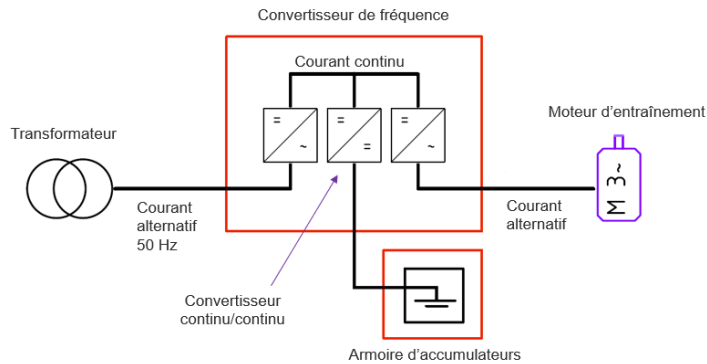 Convertisseur de fréquence
Courant continu
=
~
=
=
=
~
Moteur d’entraînement
Transformateur
M 3~
Courant
alternatif
50 Hz
Courant
alternatif
Convertisseur
continu/continu
Armoire d’accumulateurs